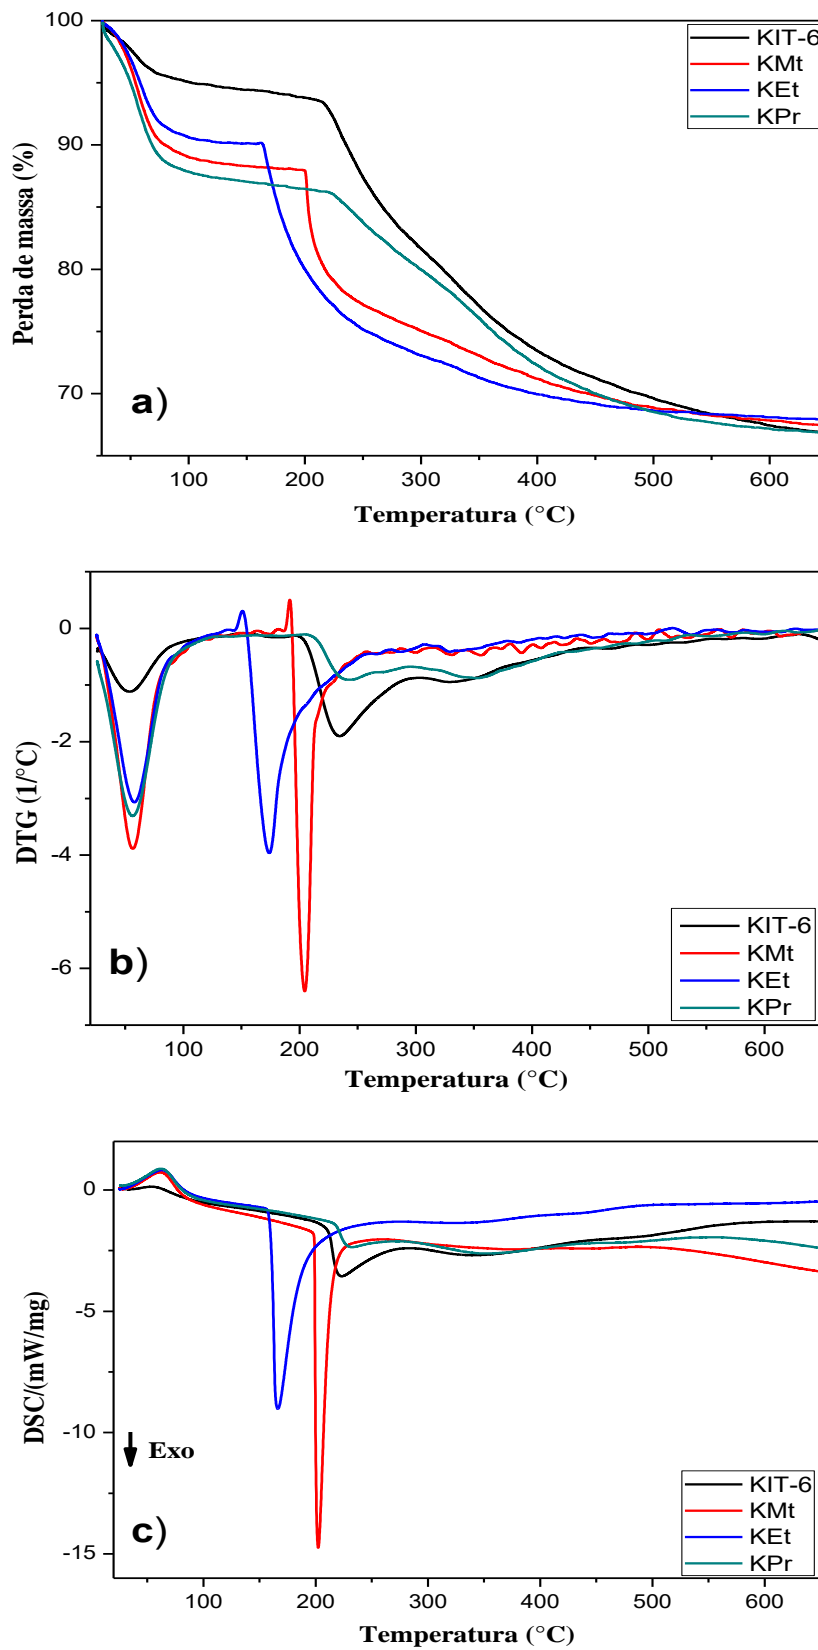 100
90
80
70
Perda de massa (%)
KIT-6
KMt
KEt
KPr
a)
100
200
300
400
500
600
Temperatura (°C)
0
-2
-4
-6
DTG (1/°C)
b)
KIT-6
KMt
KEt
KPr
100
200
300
400
500
600
Temperatura (°C)
0
-5
-10
-15
DSC/(mW/mg)
Exo
c)
KIT-6
KMt
KEt
KPr
100
200
300
400
500
600
Temperatura (°C)